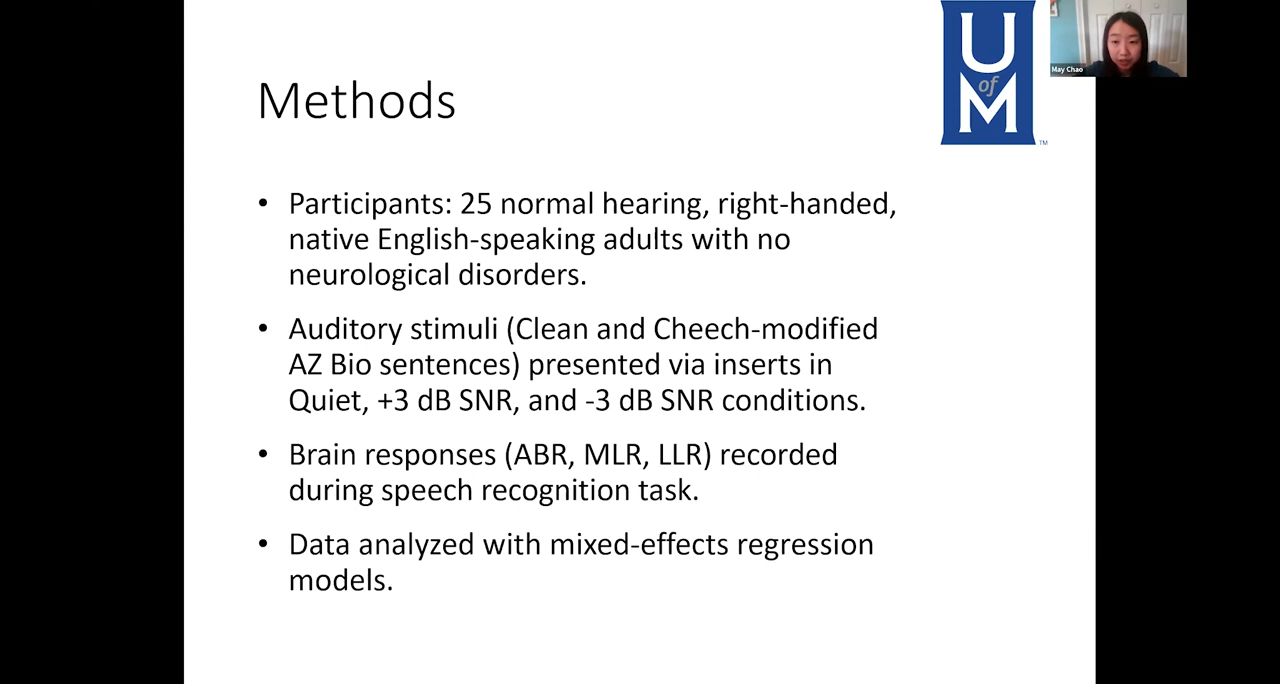 U
of
M
TM
May Chao
Methods
• Participants: 25 normal hearing, right-handed,
native English-speaking adults with no
neurological disorders.
• Auditory stimuli (Clean and Cheech-modified
AZ Bio sentences) presented via inserts in
Quiet, +3 dB SNR, and -3 dB SNR conditions.
• Brain responses (ABR, MLR, LLR) recorded
during speech recognition task.
• Data analyzed with mixed-effects regression
models.